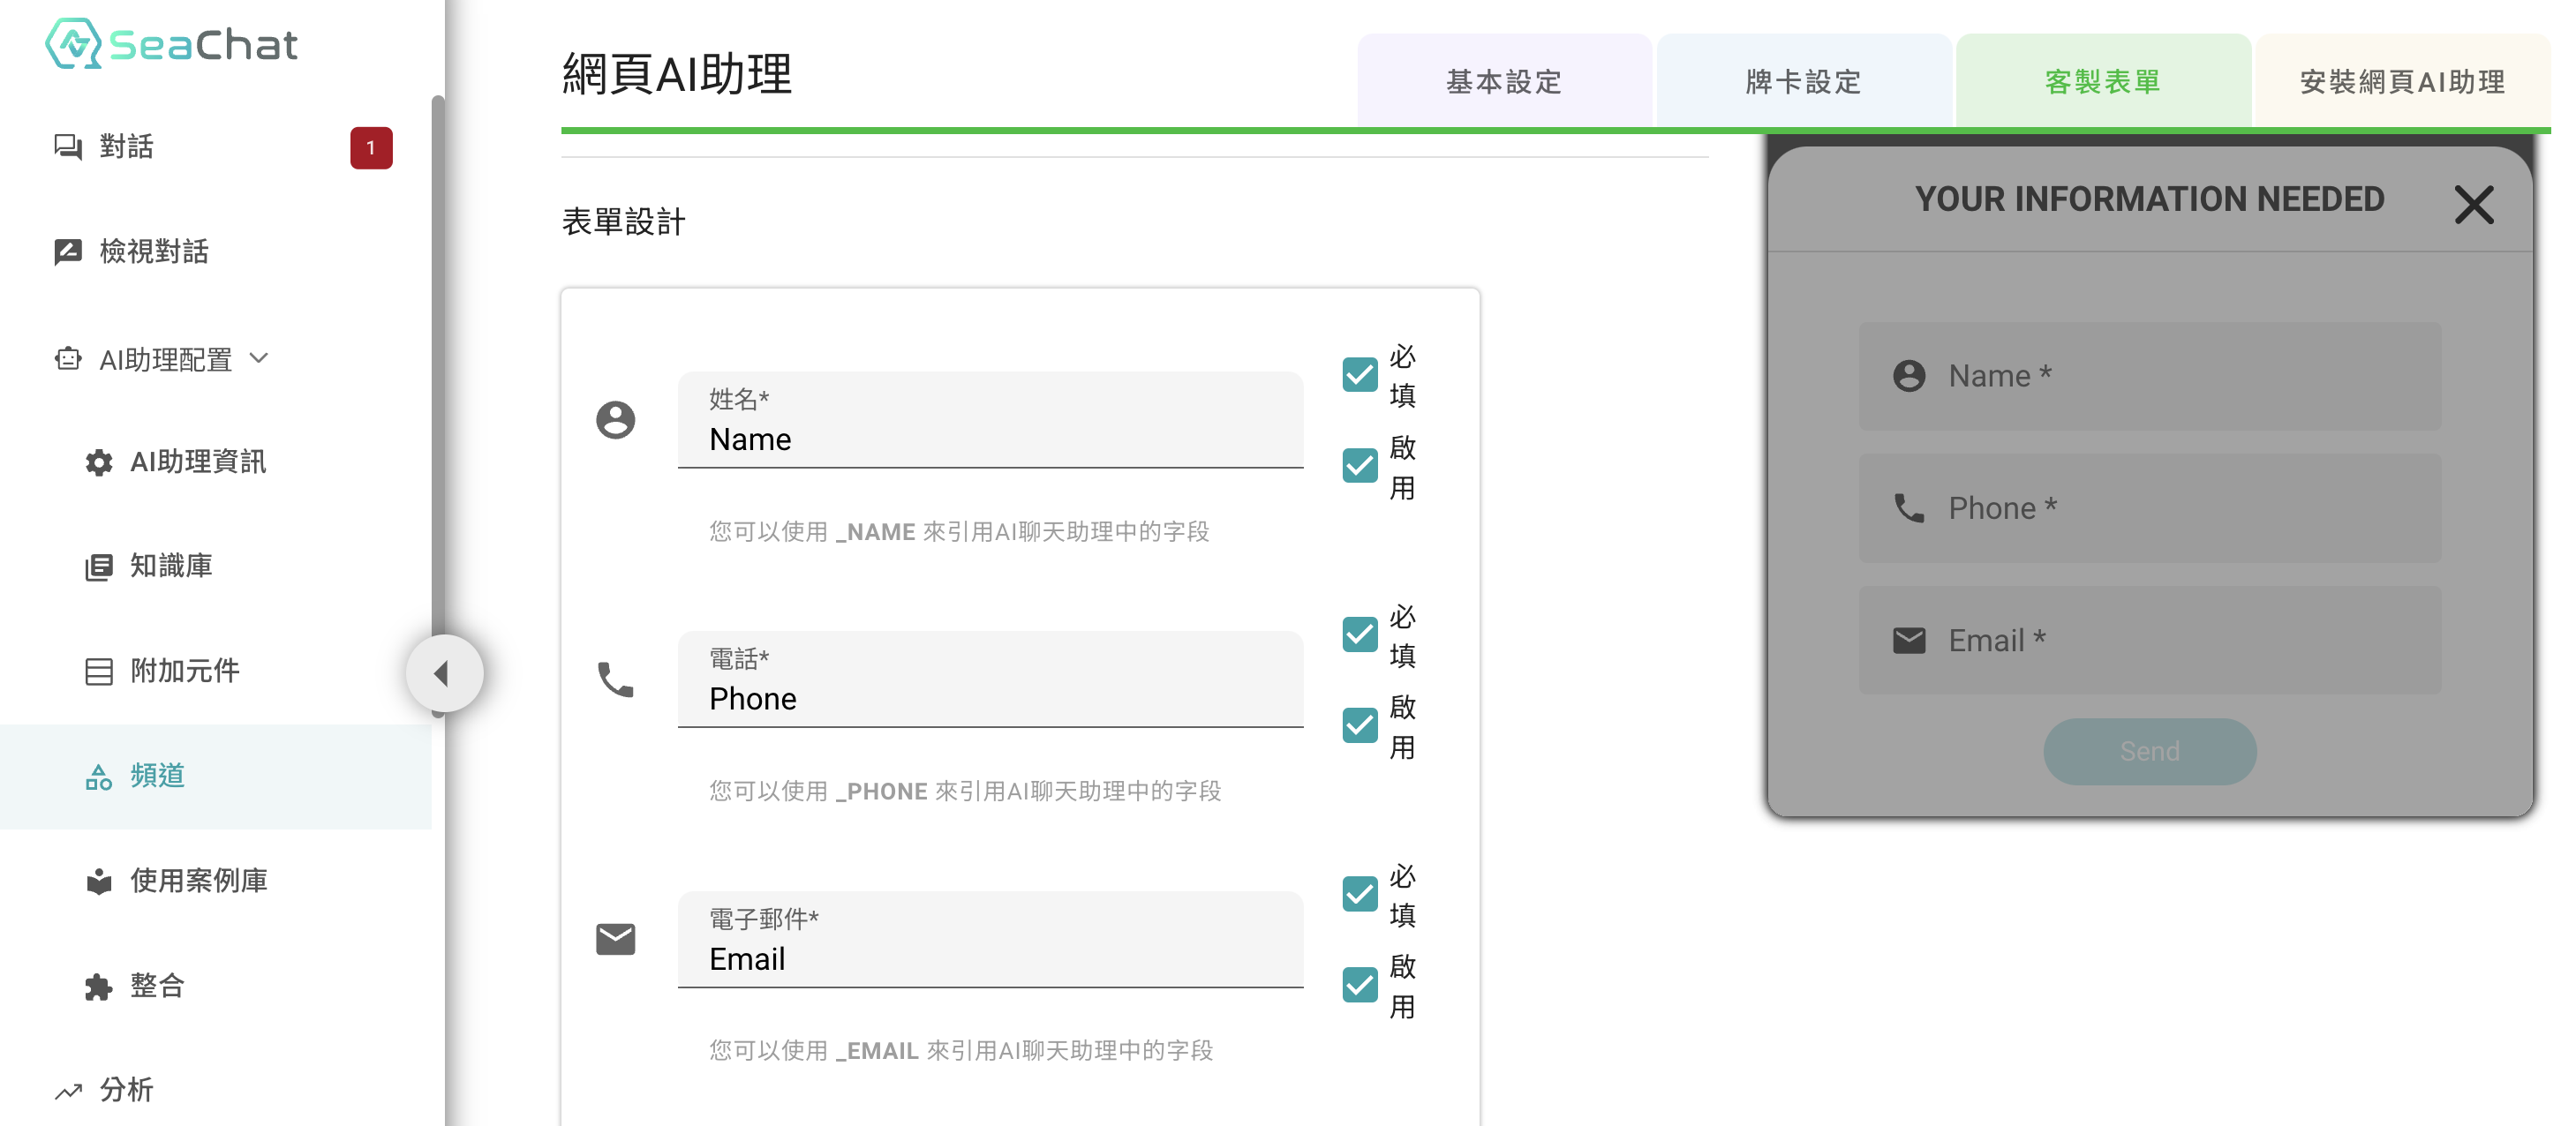 SeaChat
對話
1
檢視對話
AI助理配置
AI助理資訊
知識庫
附加元件
頻道
使用案例庫
整合
分析
網頁AI助理
基本設定
牌卡設定
客製表單
安裝網頁AI助理
表單設計
姓名*
Name
必填
啟用
您可以使用 _NAME 來引用AI聊天助理中的字段
電話*
Phone
必填
啟用
您可以使用 _PHONE 來引用AI聊天助理中的字段
電子郵件*
Email
必填
啟用
您可以使用 _EMAIL 來引用AI聊天助理中的字段
YOUR INFORMATION NEEDED
Name *
Phone *
Email *
Send